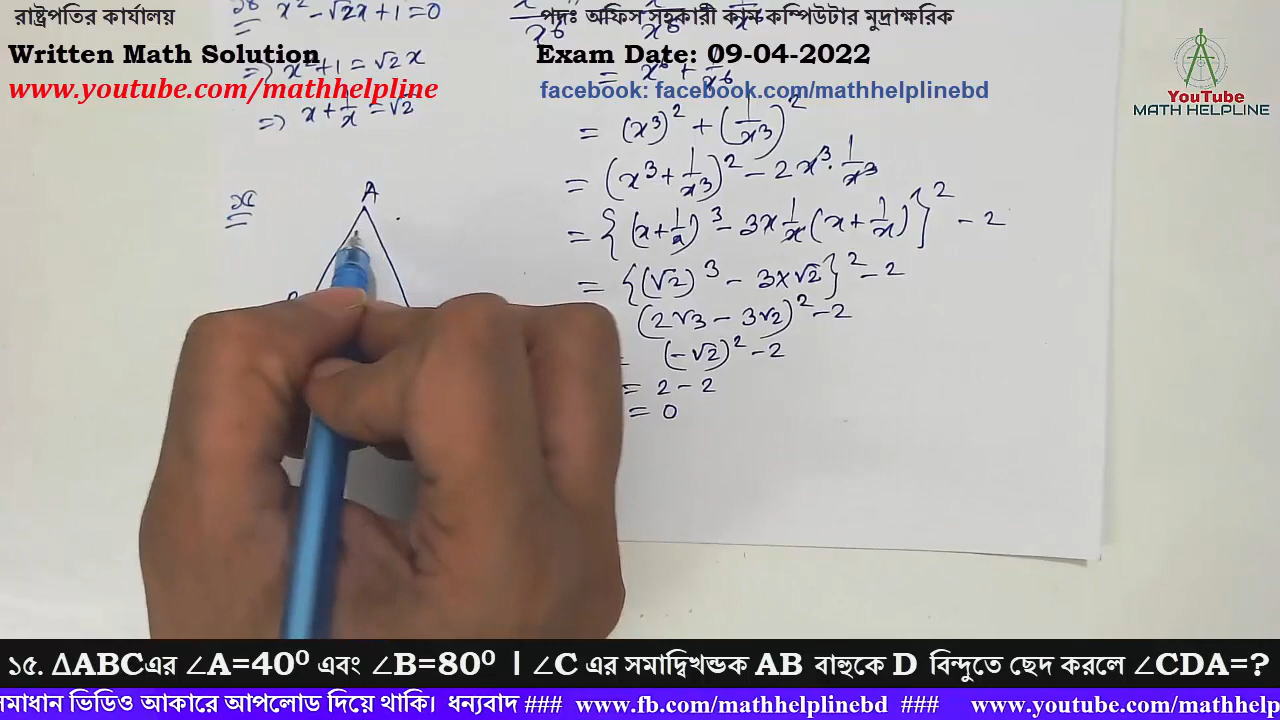 রাষ্ট্রপতির কার্যালয়
পদঃ অফিস সহকারী কাম কম্পিউটার মুদ্রাক্ষরিক
Written Math Solution
Exam Date: 09-04-2022
www.youtube.com/mathhelpline
facebook: facebook.com/mathhelplinebd
YouTube
MATH HELPLINE
x² - √2x + 1 = 0
=> x² + 1 = √2 x
=> x + 1/x = √2
= (x³)² + (1/x³)²
= (x³ + 1/x³)² - 2x³. 1/x³
= {(x + 1/x)³ - 3x 1/x (x + 1/x)}² - 2
= {(√2)³ - 3×√2}² - 2
(2√3 - 3√2)² - 2
(-√2)² - 2
= 2 - 2
= 0
A
১৫. ΔABCএর ∠A=40⁰ এবং ∠B=80⁰ । ∠C এর সমাদ্বিখন্ডক AB বাহুকে D বিন্দুতে ছেদ করলে ∠CDA=?
সমাধান ভিডিও আকারে আপলোড দিয়ে থাকি। ধন্যবাদ ### www.fb.com/mathhelplinebd ### www.youtube.com/mathhelp